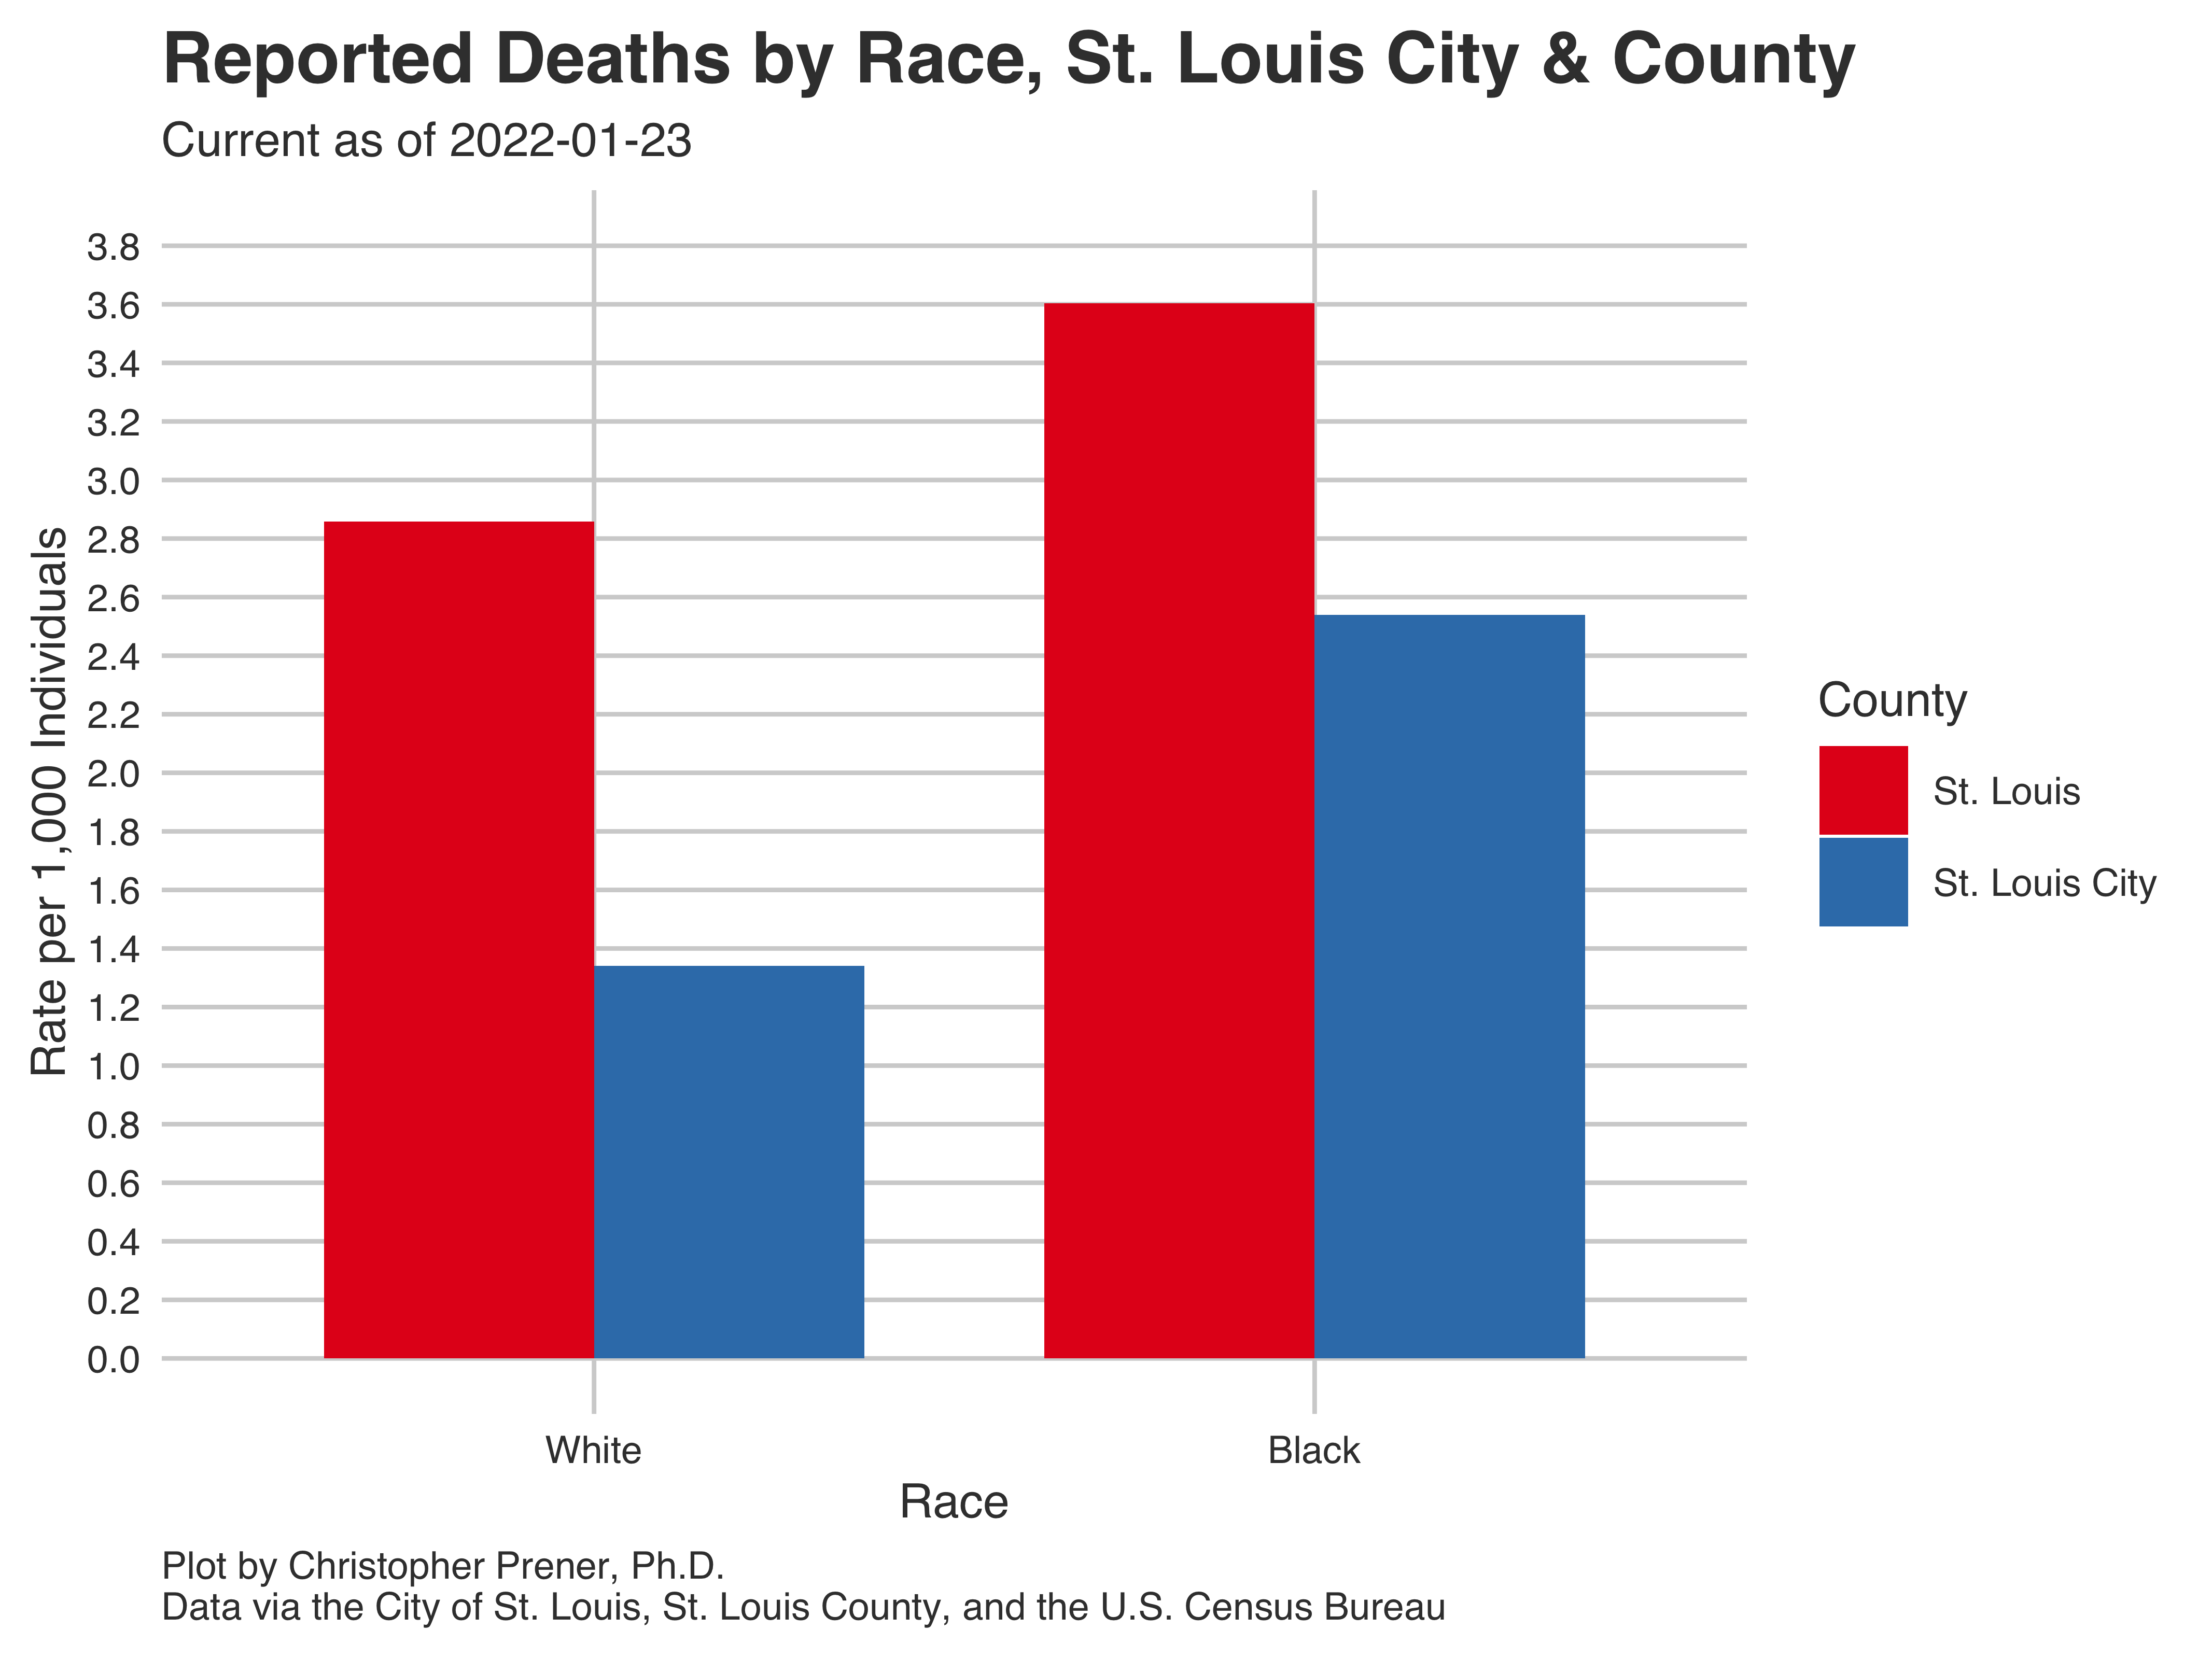 Reported Deaths by Race, St. Louis City & County
Current as of 2022-01-23
Rate per 1,000 Individuals
3.8
3.6
3.4
3.2
3.0
2.8
2.6
2.4
2.2
2.0
1.8
1.6
1.4
1.2
1.0
0.8
0.6
0.4
0.2
0.0
White
Black
Race
County
St. Louis
St. Louis City
Plot by Christopher Prener, Ph.D.
Data via the City of St. Louis, St. Louis County, and the U.S. Census Bureau